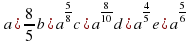 a > 8/5 b > a^(5/8) c > a^(8/10) d > a^(4/5) e > a^(5/6)